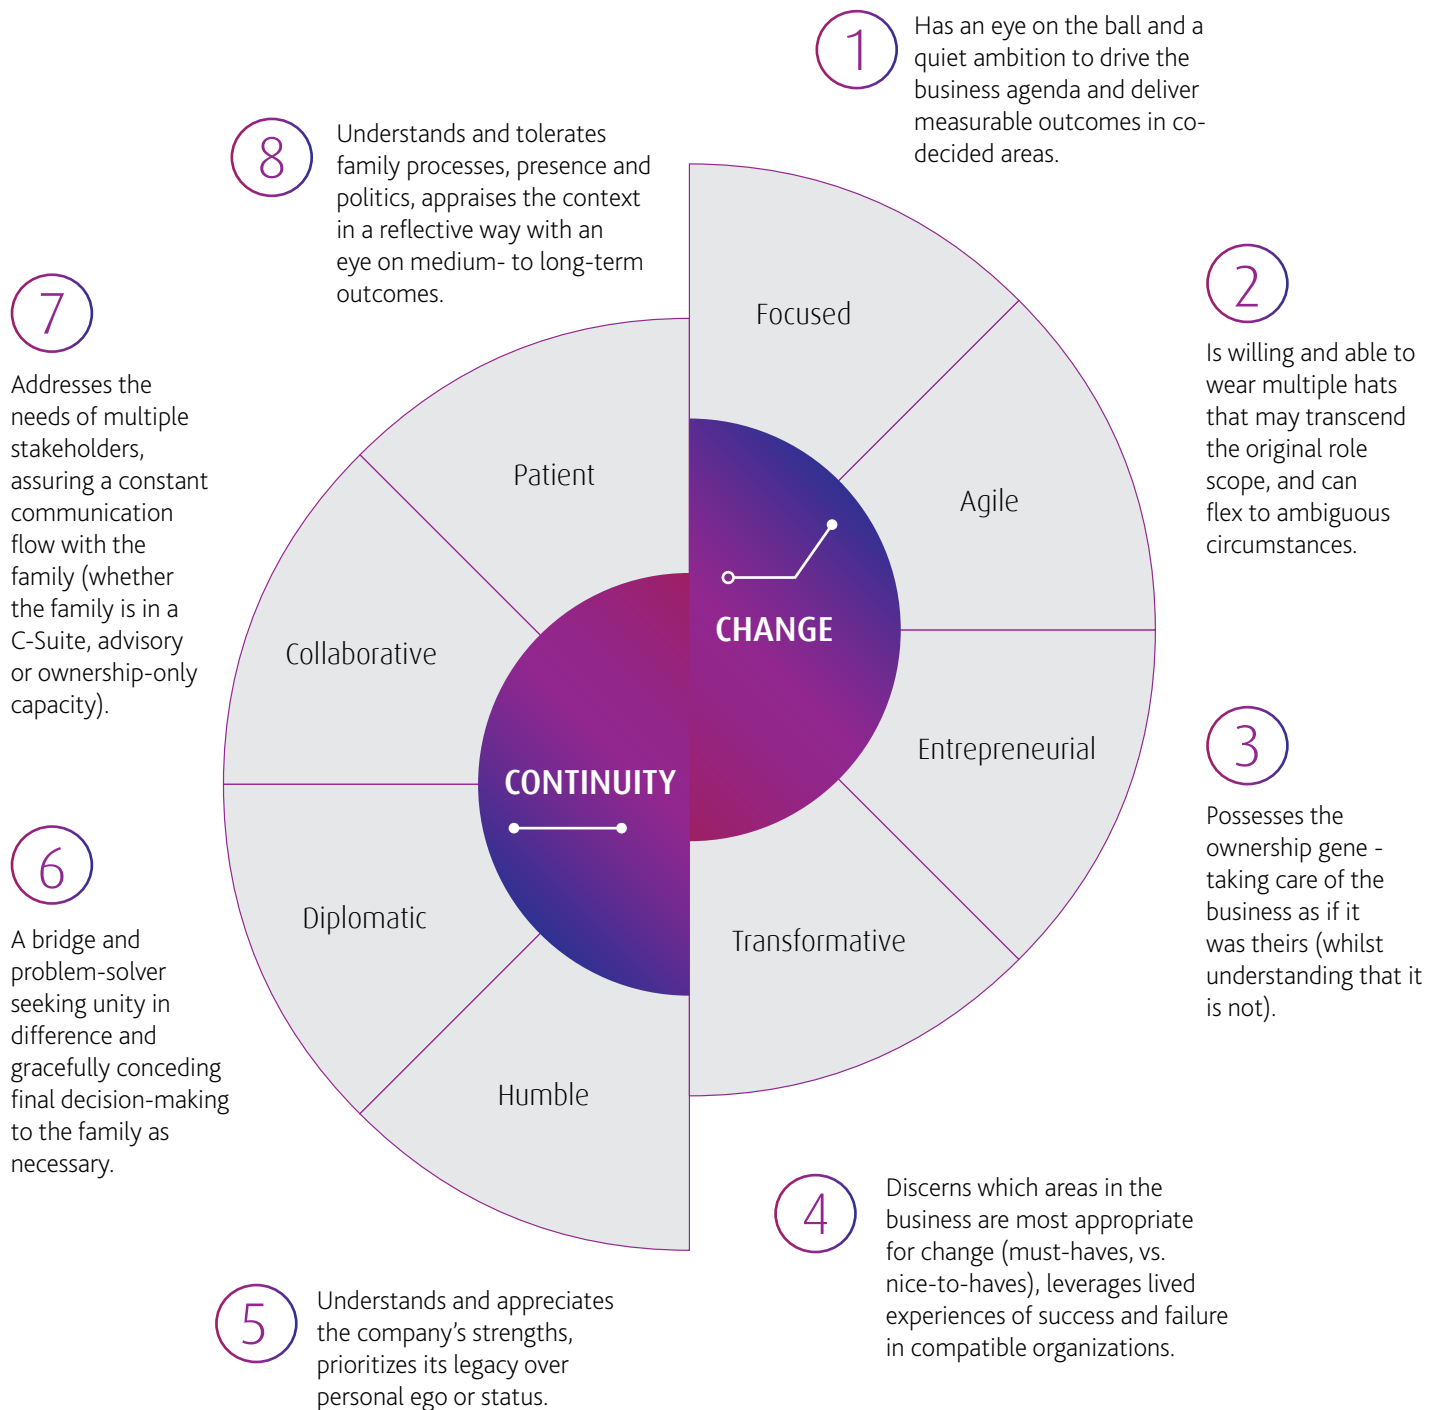 1
Has an eye on the ball and a
quiet ambition to drive the
business agenda and deliver
measurable outcomes in co-
decided areas.
2
Is willing and able to
wear multiple hats
that may transcend
the original role
scope, and can
flex to ambiguous
circumstances.
3
Possesses the
ownership gene -
taking care of the
business as if it
was theirs (whilst
understanding that it
is not).
4
Discerns which areas in the
business are most appropriate
for change (must-haves, vs.
nice-to-haves), leverages lived
experiences of success and failure
in compatible organizations.
5
Understands and appreciates
the company’s strengths,
prioritizes its legacy over
personal ego or status.
6
A bridge and
problem-solver
seeking unity in
difference and
gracefully conceding
final decision-making
to the family as
necessary.
7
Addresses the
needs of multiple
stakeholders,
assuring a constant
communication
flow with the
family (whether
the family is in a
C-Suite, advisory
or ownership-only
capacity).
8
Understands and tolerates
family processes, presence and
politics, appraises the context
in a reflective way with an
eye on medium- to long-term
outcomes.
Focused
Agile
Entrepreneurial
Transformative
Humble
Diplomatic
Collaborative
Patient
CHANGE
CONTINUITY